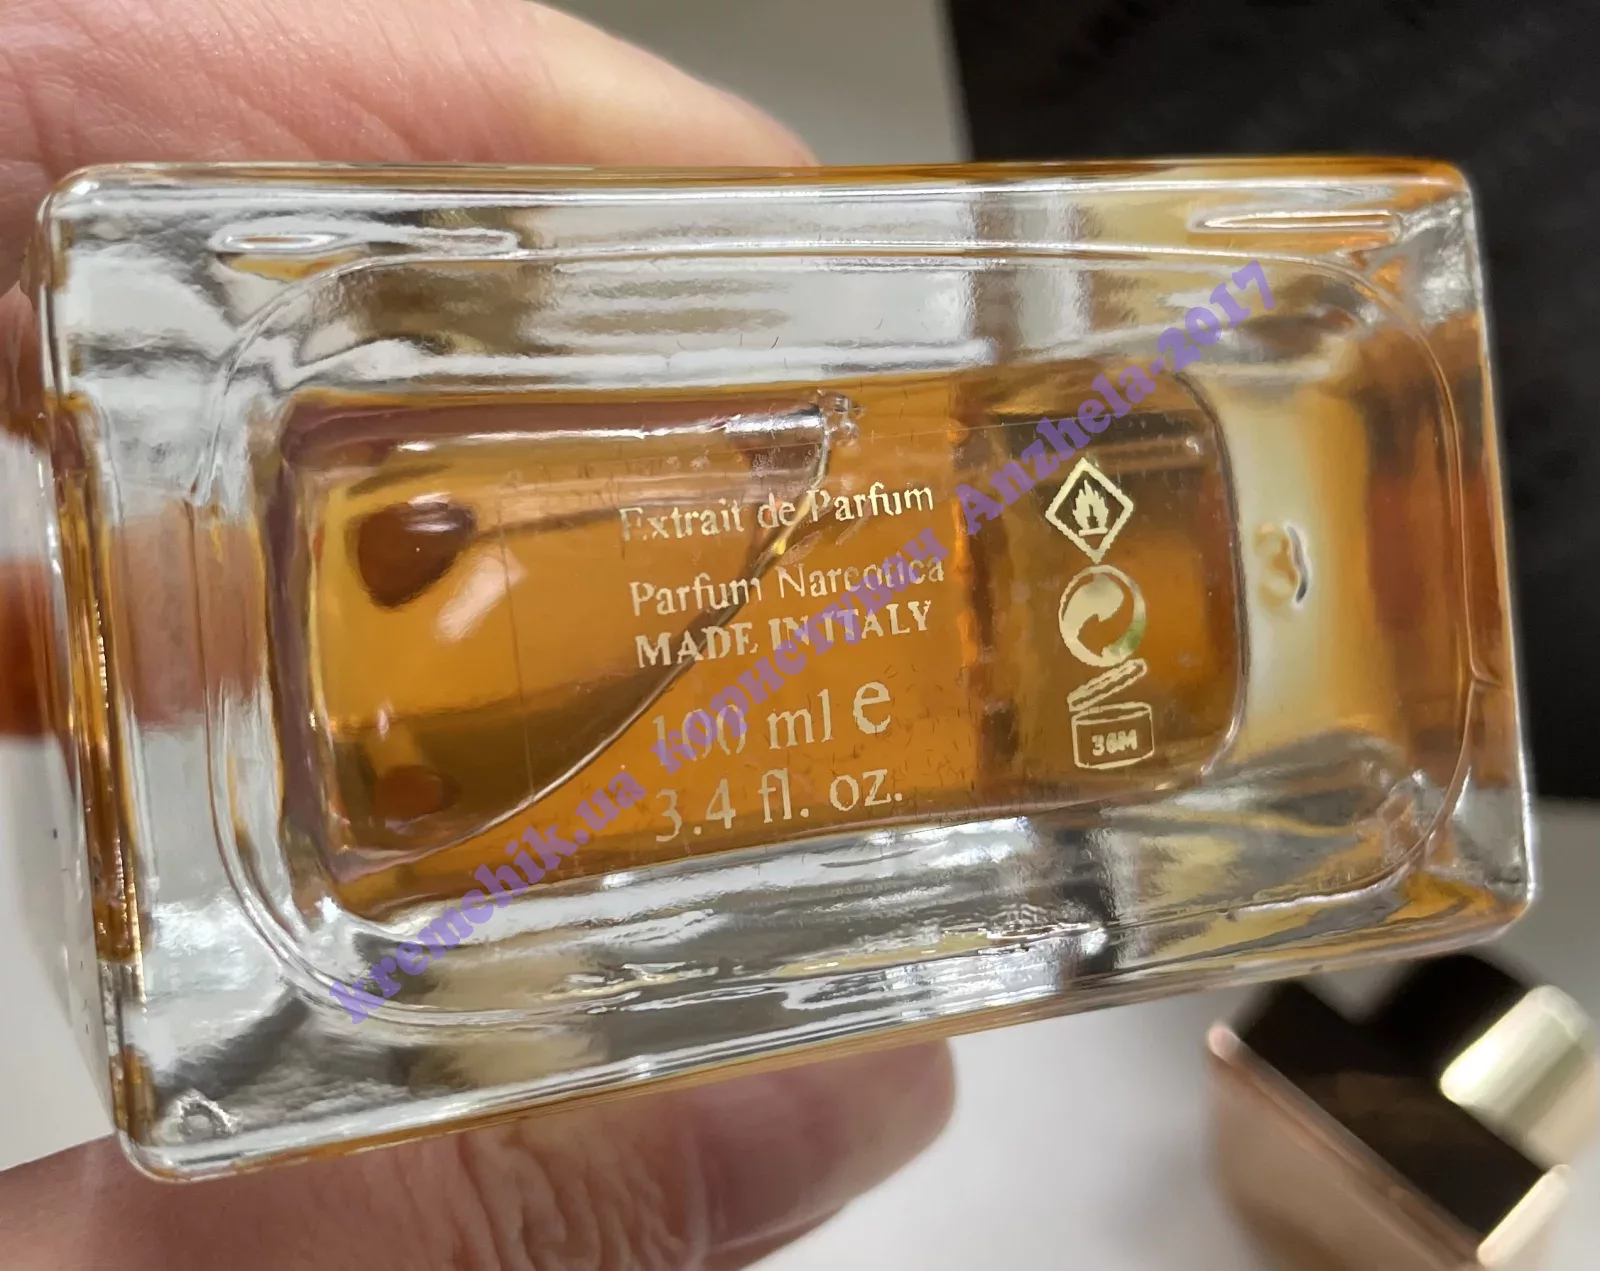 Extrait de Parfum
Parfum Narcotica
MADE IN ITALY
100 ml e
3.4 fl. oz.
36M
kremchik.ua користувач Anzhela-2017